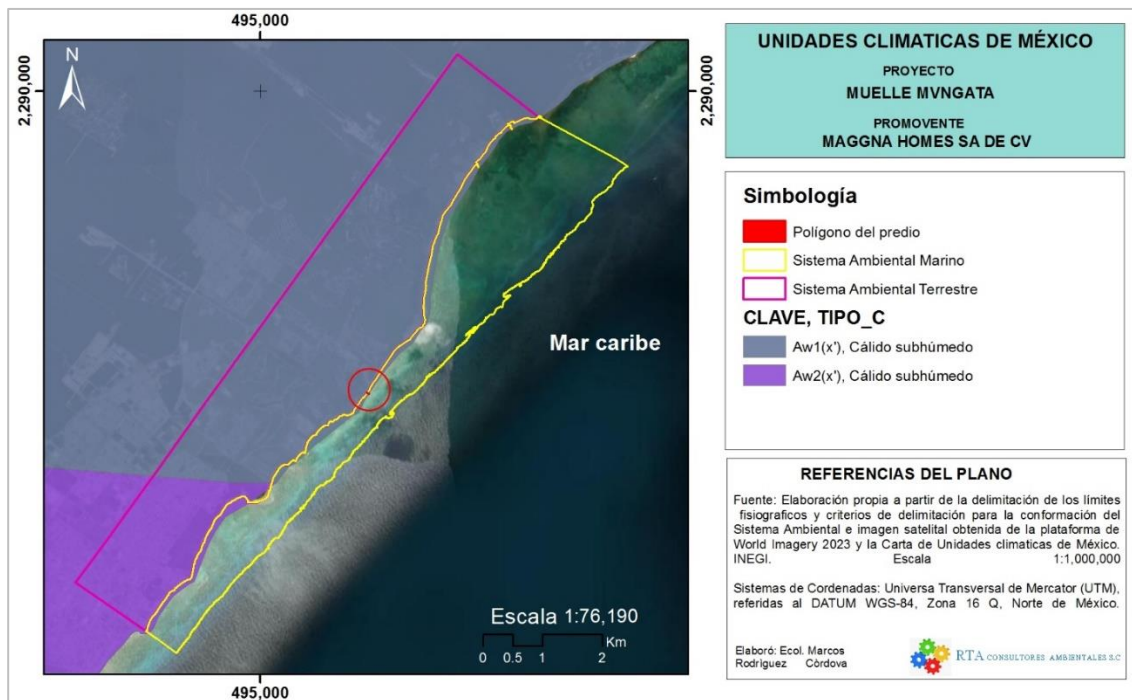 495,000
2,290,000
2,290,000
N
Mar caribe
Escala 1:76,190
Km
0 0.5 1 2
495,000
UNIDADES CLIMATICAS DE MÉXICO
PROYECTO
MUELLE MVNGATA
PROMOVENTE
MAGGNA HOMES SA DE CV
Simbología
Polígono del predio
Sistema Ambiental Marino
Sistema Ambiental Terrestre
CLAVE, TIPO_C
Aw1(x'), Cálido subhúmedo
Aw2(x'), Cálido subhúmedo
REFERENCIAS DEL PLANO
Fuente: Elaboración propia a partir de la delimitación de los límites
fisiograficos y criterios de delimitación para la conformación del
Sistema Ambiental e imagen satelital obtenida de la plataforma de
World Imagery 2023 y la Carta de Unidades climaticas de México.
INEGI. Escala 1:1,000,000
Sistemas de Cordenadas: Universa Transversal de Mercator (UTM),
referidas al DATUM WGS-84, Zona 16 Q, Norte de México.
Elaboró: Ecol. Marcos
Rodriguez Còrdova
RTA CONSULTORES AMBIENTALES S.C